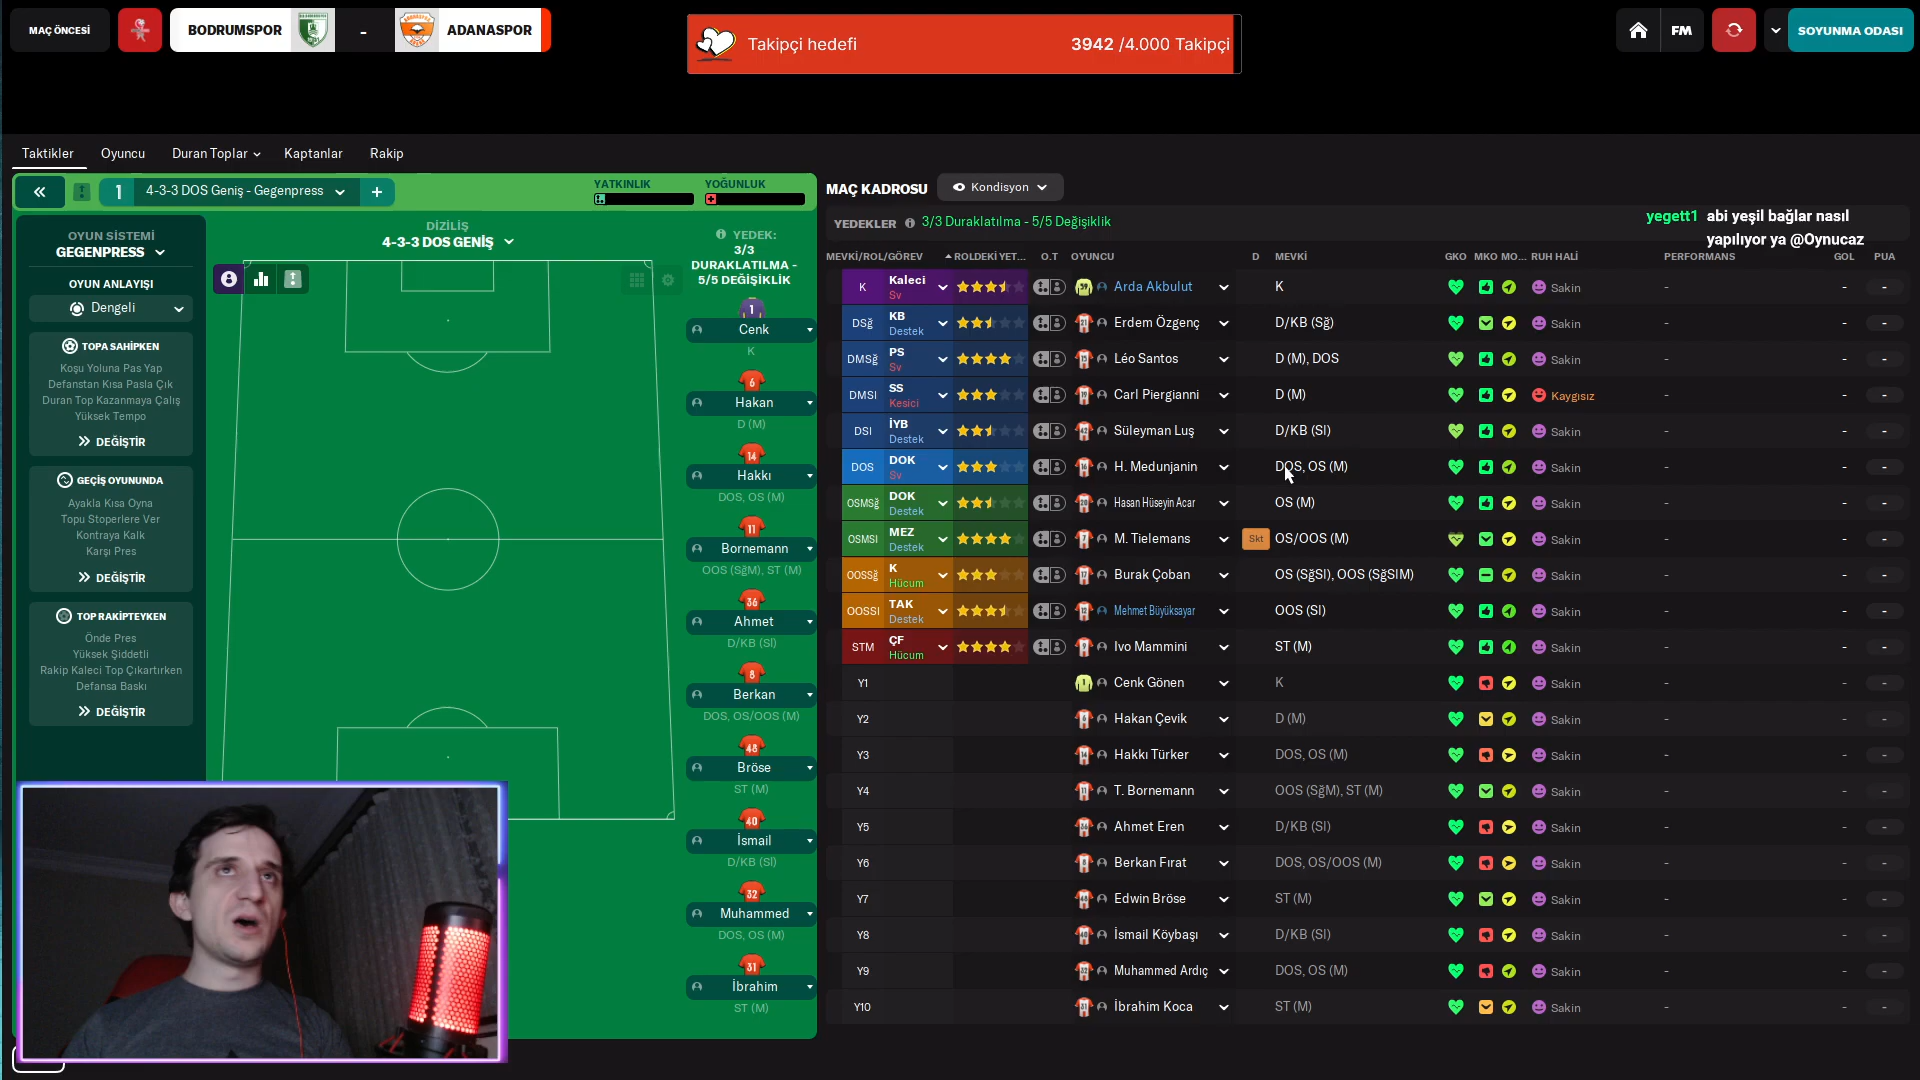 MAÇ ÖNCESİ
BODRUMSPOR - ADANASPOR
Takipçi hedefi 3942 /4.000 Takipçi
FM
SOYUNMA ODASI
Taktikler Oyuncu Duran Toplar Kaptanlar Rakip
1 4-3-3 DOS Geniş - Gegenpress +
YATKINLIK YOĞUNLUK
OYUN SİSTEMİ
GEGENPRESS
OYUN ANLAYIŞI
Dengeli
TOPA SAHİPKEN
Koşu Yoluna Pas Yap
Defanstan Kısa Pasla Çık
Duran Top Kazanmaya Çalış
Yüksek Tempo
DEĞİŞTİR
GEÇİŞ OYUNUNDA
Ayakla Kısa Oyna
Topu Stoperlere Ver
Kontraya Kalk
Karşı Pres
DEĞİŞTİR
TOP RAKİPTEYKEN
Önde Pres
Yüksek Şiddetli
Rakip Kaleci Top Çıkartırken
Defansa Baskı
DEĞİŞTİR
DİZİLİŞ
4-3-3 DOS GENİŞ
YEDEK:
3/3
DURAKLATILMA -
5/5 DEĞİŞİKLİK
1
Cenk
K
6
Hakan
D (M)
14
Hakkı
DOS, OS (M)
11
Bornemann
OOS (SğM), ST (M)
36
Ahmet
D/KB (Sl)
8
Berkan
DOS, OS/OOS (M)
48
Bröse
ST (M)
40
İsmail
D/KB (Sl)
32
Muhammed
DOS, OS (M)
31
İbrahim
ST (M)
MAÇ KADROSU Kondisyon
YEDEKLER 3/3 Duraklatılma - 5/5 Değişiklik
yegett1 abi yeşil bağlar nasıl
yapılıyor ya @Oynucaz
MEVKİ/ROL/GÖREV ROLDEKİ YET... O.T OYUNCU D MEVKİ GKO MKO MO... RUH HALİ PERFORMANS GOL PUA
K Kaleci Sv Arda Akbulut K Sakin - - -
DSğ KB Destek Erdem Özgenç D/KB (Sğ) Sakin - - -
DMSğ PS Sv Léo Santos D (M), DOS Sakin - - -
DMSl SS Kesici Carl Piergianni D (M) Kaygısız - - -
DSl İYB Destek Süleyman Luş D/KB (Sl) Sakin - - -
DOS DOK Sv H. Medunjanin DOS, OS (M) Sakin - - -
OSMSğ DOK Destek Hasan Hüseyin Acar OS (M) Sakin - - -
OSMSl MEZ Destek M. Tielemans Skt OS/OOS (M) Sakin - - -
OOSSğ K Hücum Burak Çoban OS (SğSl), OOS (SğSlM) Sakin - - -
OOSSl TAK Destek Mehmet Büyüksayar OOS (Sl) Sakin - - -
STM ÇF Hücum Ivo Mammini ST (M) Sakin - - -
Y1 Cenk Gönen K Sakin - - -
Y2 Hakan Çevik D (M) Sakin - - -
Y3 Hakkı Türker DOS, OS (M) Sakin - - -
Y4 T. Bornemann OOS (SğM), ST (M) Sakin - - -
Y5 Ahmet Eren D/KB (Sl) Sakin - - -
Y6 Berkan Fırat DOS, OS/OOS (M) Sakin - - -
Y7 Edwin Bröse ST (M) Sakin - - -
Y8 İsmail Köybaşı D/KB (Sl) Sakin - - -
Y9 Muhammed Ardıç DOS, OS (M) Sakin - - -
Y10 İbrahim Koca ST (M) Sakin - - -